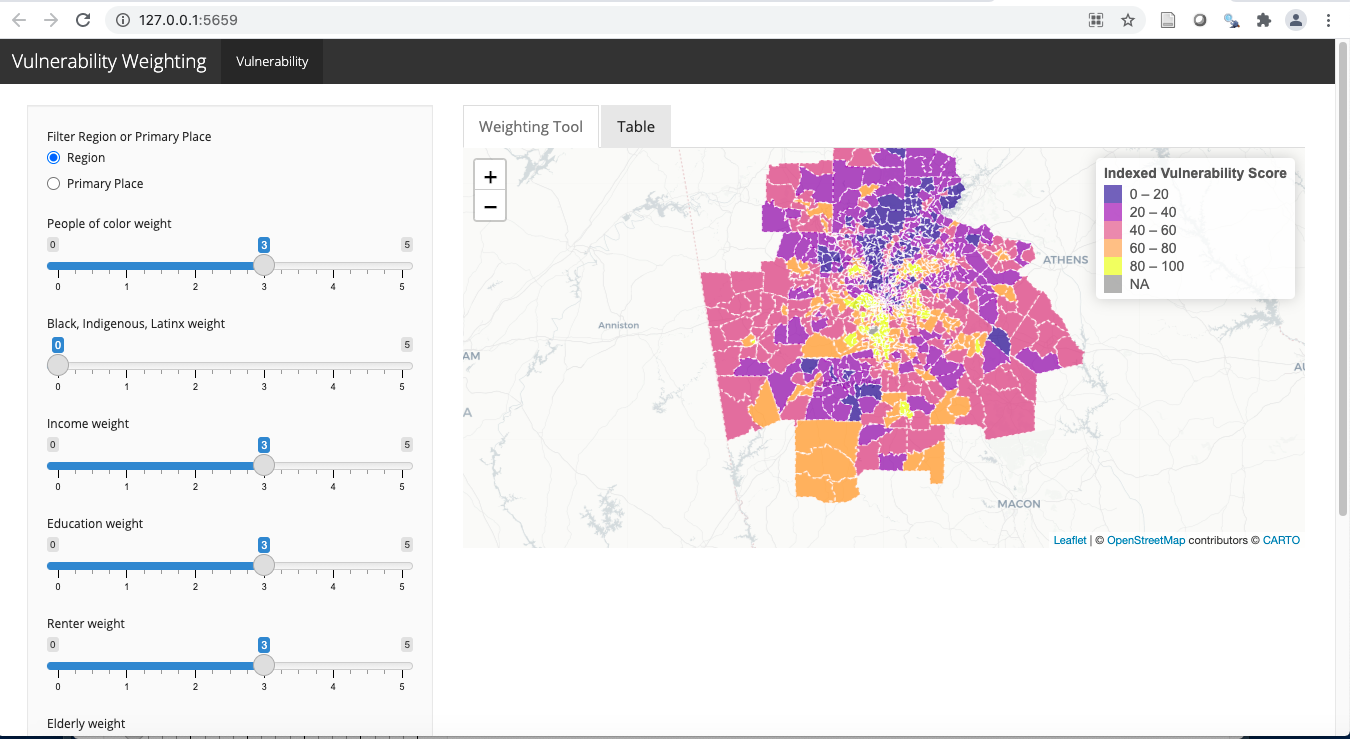 127.0.0.1:5659
Vulnerability Weighting
Vulnerability
Filter Region or Primary Place
Region
Primary Place
People of color weight
0 3 5
0 1 2 3 4 5
Black, Indigenous, Latinx weight
0 5
0 1 2 3 4 5
Income weight
0 3 5
0 1 2 3 4 5
Education weight
0 3 5
0 1 2 3 4 5
Renter weight
0 3 5
0 1 2 3 4 5
Elderly weight
Weighting Tool
Table
+
−
Indexed Vulnerability Score
0 – 20
20 – 40
40 – 60
60 – 80
80 – 100
NA
ATHENS
Anniston
AM
AU
A
MACON
Leaflet | © OpenStreetMap contributors © CARTO